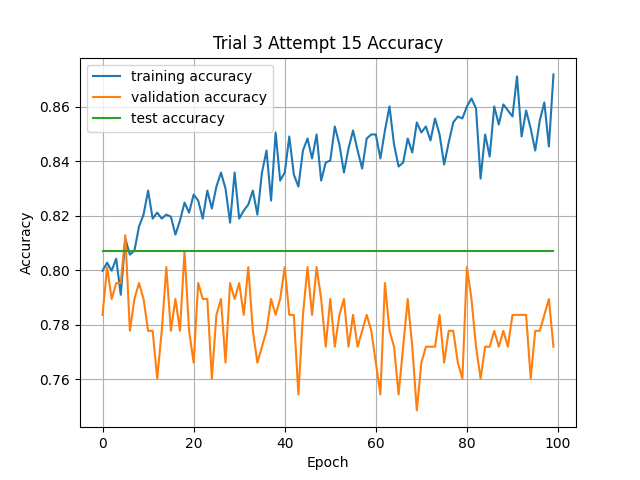 Trial 3 Attempt 15 Accuracy
training accuracy
validation accuracy
test accuracy
Accuracy
0.86
0.84
0.82
0.80
0.78
0.76
0
20
40
60
80
100
Epoch